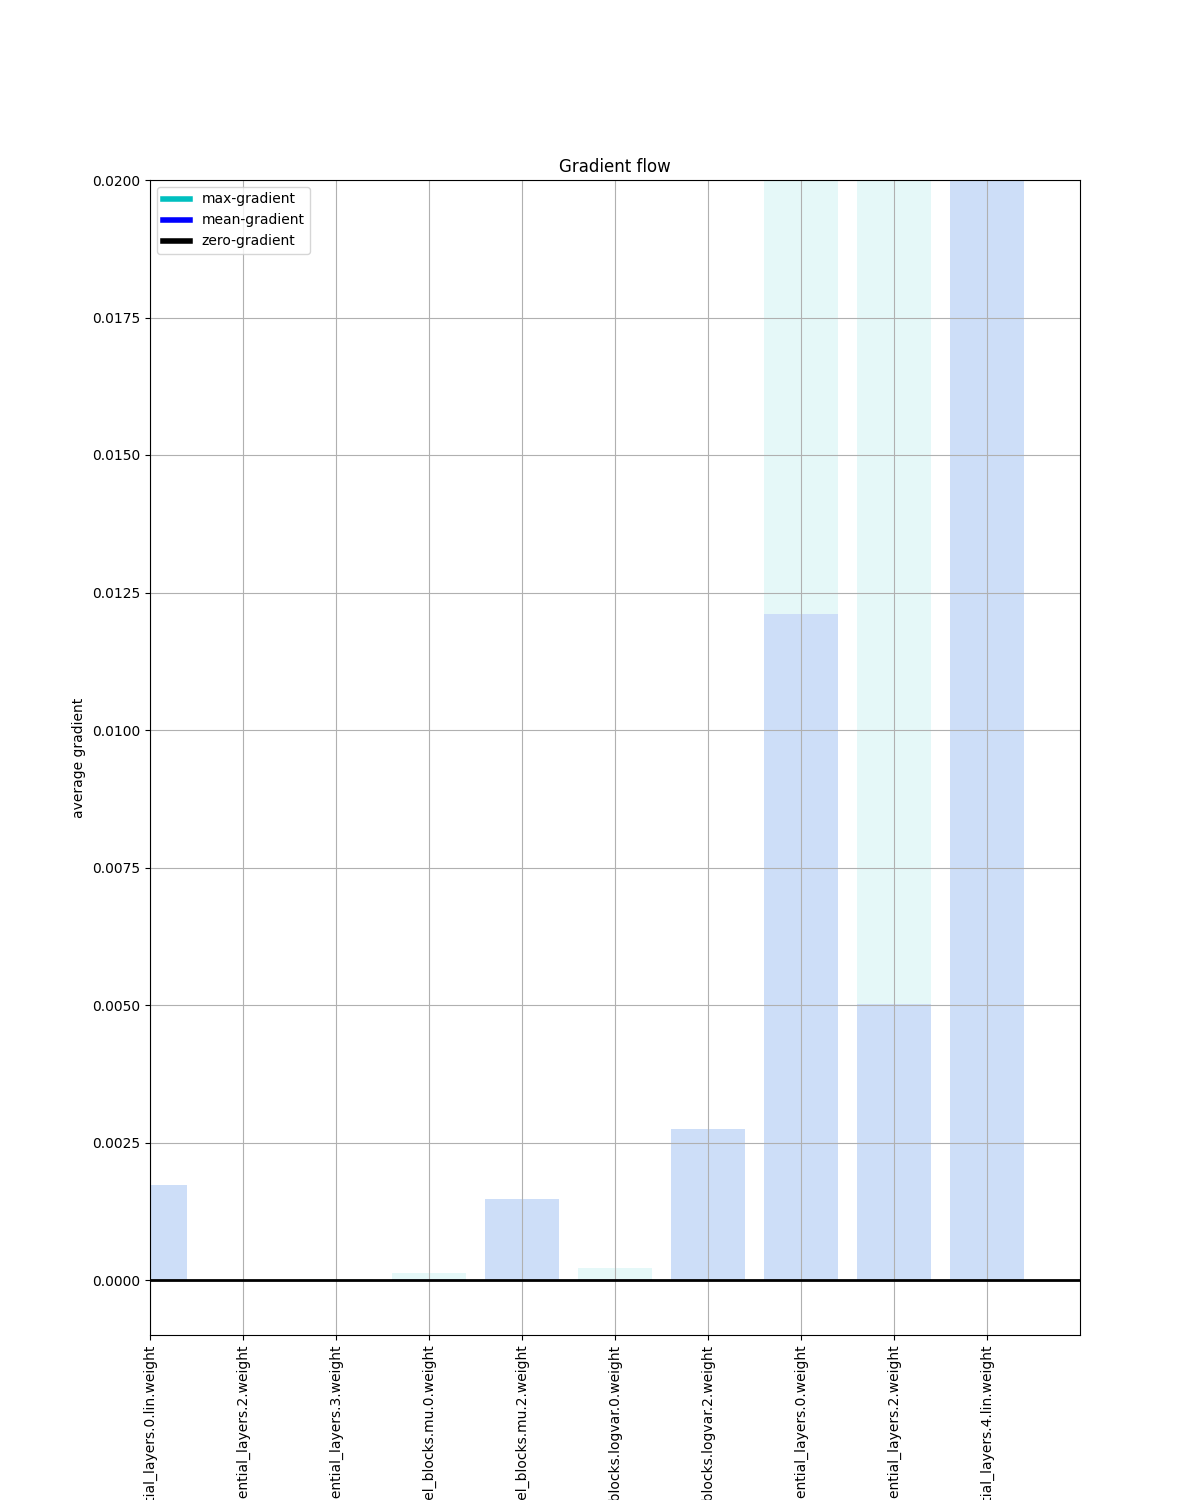 Gradient flow
max-gradient
mean-gradient
zero-gradient
0.0200
0.0175
0.0150
0.0125
0.0100
0.0075
0.0050
0.0025
0.0000
average gradient
tial_layers.0.lin.weight
ential_layers.2.weight
ential_layers.3.weight
el_blocks.mu.0.weight
el_blocks.mu.2.weight
blocks.logvar.0.weight
blocks.logvar.2.weight
ential_layers.0.weight
ential_layers.2.weight
tial_layers.4.lin.weight